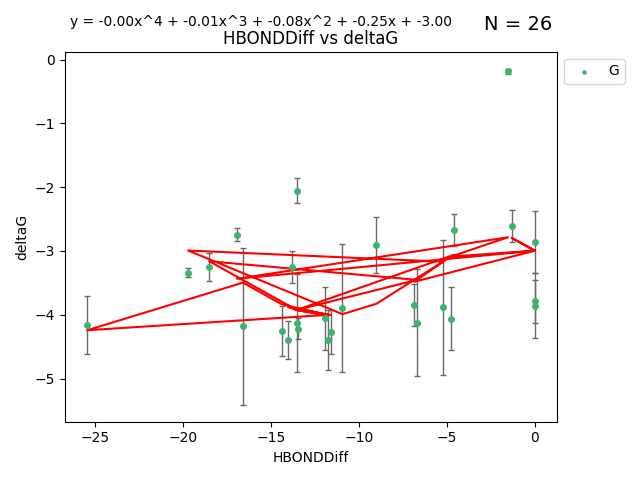 y = -0.00x^4 + -0.01x^3 + -0.08x^2 + -0.25x + -3.00
N = 26
HBONDDiff vs deltaG
G
0
−1
−2
−3
−4
−5
deltaG
−25 −20 −15 −10 −5 0
HBONDDiff